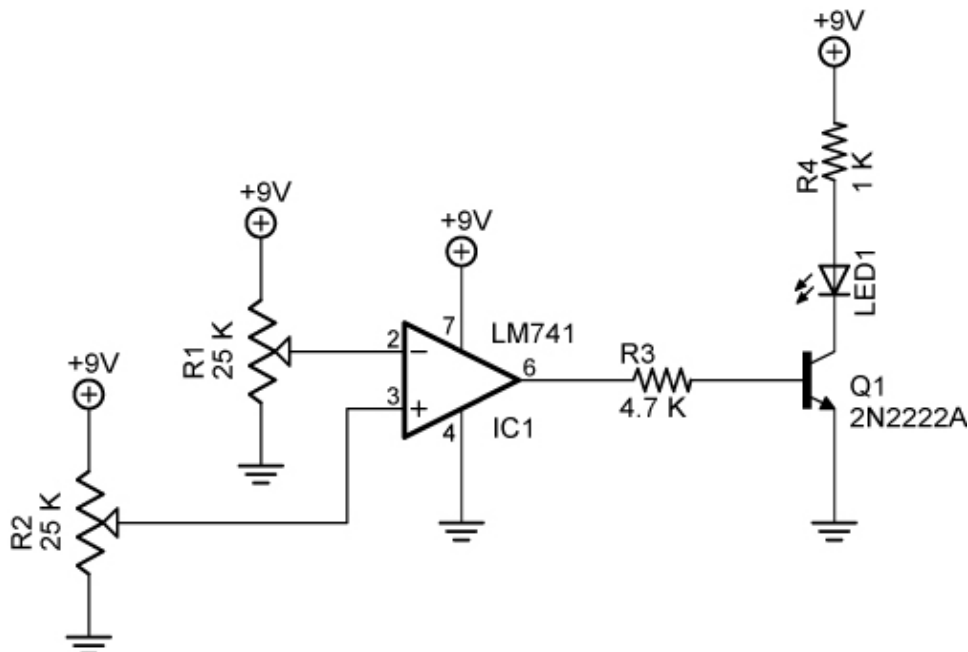 +9V
R4
1 K
LED1
+9V
+9V
R1
25 K
2
−
7
LM741
3
+
4
6
IC1
R3
4.7 K
Q1
2N2222A
+9V
R2
25 K